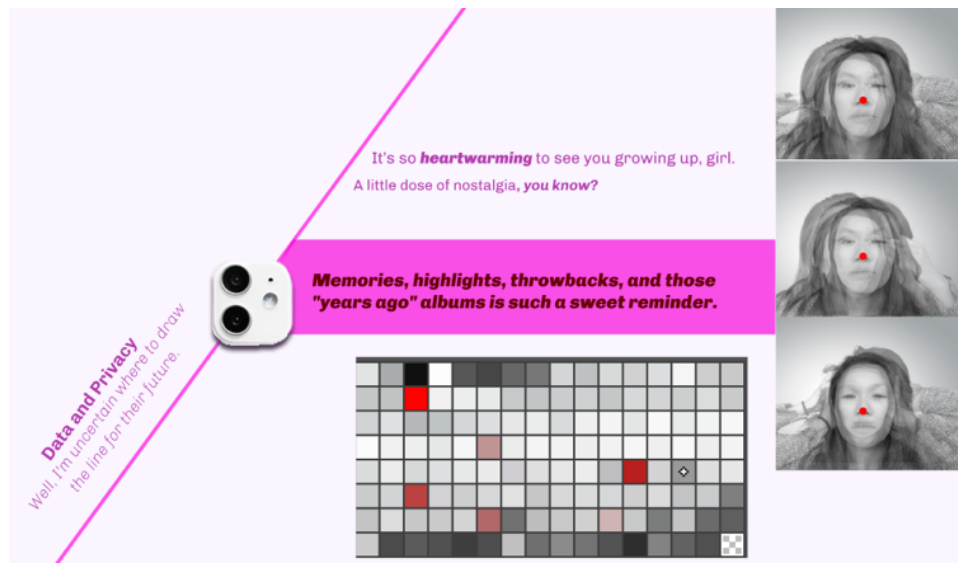 It's so heartwarming to see you growing up, girl.
A little dose of nostalgia, you know?
Memories, highlights, throwbacks, and those
"years ago" albums is such a sweet reminder.
Data and Privacy
Well, I'm uncertain where to draw
the line for their future.